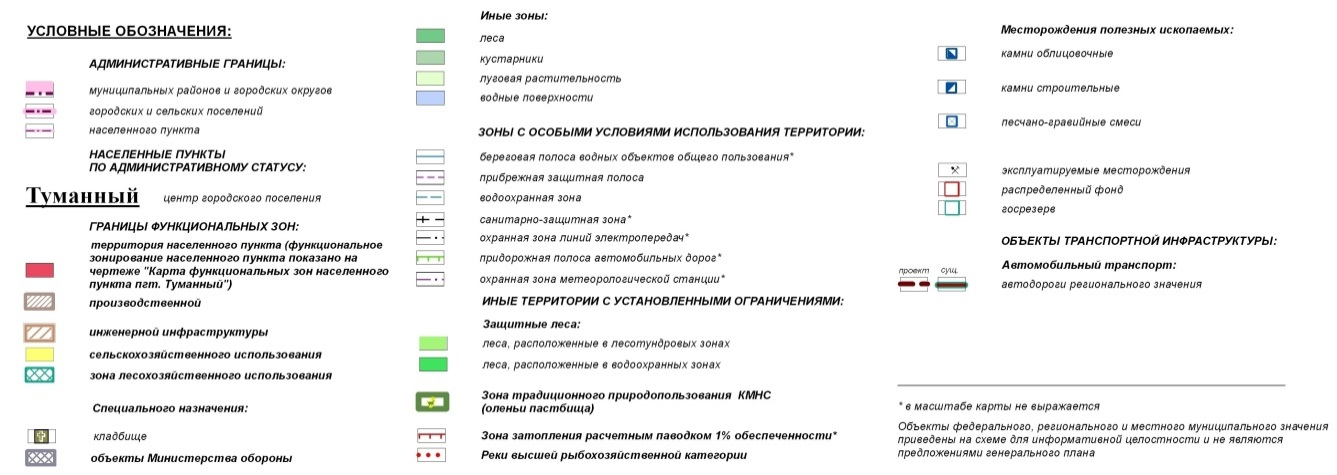 УСЛОВНЫЕ ОБОЗНАЧЕНИЯ:
АДМИНИСТРАТИВНЫЕ ГРАНИЦЫ:
муниципальных районов и городских округов
городских и сельских поселений
населенного пункта
НАСЕЛЕННЫЕ ПУНКТЫ
ПО АДМИНИСТРАТИВНОМУ СТАТУСУ:
Туманный центр городского поселения
ГРАНИЦЫ ФУНКЦИОНАЛЬНЫХ ЗОН:
территория населенного пункта (функциональное
зонирование населенного пункта показано на
чертеже "Карта функциональных зон населенного
пункта пгт. Туманный")
производственной
инженерной инфраструктуры
сельскохозяйственного использования
зона лесохозяйственного использования
Специального назначения:
кладбище
объекты Министерства обороны
Иные зоны:
леса
кустарники
луговая растительность
водные поверхности
ЗОНЫ С ОСОБЫМИ УСЛОВИЯМИ ИСПОЛЬЗОВАНИЯ ТЕРРИТОРИИ:
береговая полоса водных объектов общего пользования*
прибрежная защитная полоса
водоохранная зона
санитарно-защитная зона*
охранная зона линий электропередач*
придорожная полоса автомобильных дорог*
охранная зона метеорологической станции*
ИНЫЕ ТЕРРИТОРИИ С УСТАНОВЛЕННЫМИ ОГРАНИЧЕНИЯМИ:
Защитные леса:
леса, расположенные в лесотундровых зонах
леса, расположенные в водоохранных зонах
Зона традиционного природопользования КМНС
(оленьи пастбища)
Зона затопления расчетным паводком 1% обеспеченности*
Реки высшей рыбохозяйственной категории
Месторождения полезных ископаемых:
камни облицовочные
камни строительные
песчано-гравийные смеси
эксплуатируемые месторождения
распределенный фонд
госрезерв
ОБЪЕКТЫ ТРАНСПОРТНОЙ ИНФРАСТРУКТУРЫ:
Автомобильный транспорт:
проект сущ.
автодороги регионального значения
* в масштабе карты не выражается
Объекты федерального, регионального и местного муниципального значения
приведены на схеме для информативной целостности и не являются
предложениями генерального плана